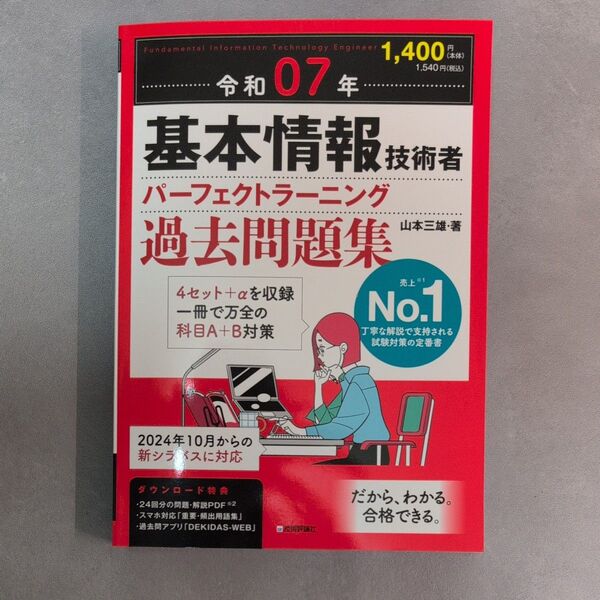 Fundamental Information Technology Engineer
1,400円(本体)
1,540円(税込)
令和07年
基本情報技術者
パーフェクトラーニング
過去問題集
山本三雄・著
4セット+αを収録
一冊で万全の
科目A+B対策
売上※1
No.1
丁寧な解説で支持される
試験対策の定番書
2024年10月からの
新シラバスに対応
ダウンロード特典
・24回分の問題・解説PDF※2
・スマホ対応「重要・頻出用語集」
・過去問アプリ「DEKIDAS-WEB」
だから、わかる。
合格できる。
技術評論社